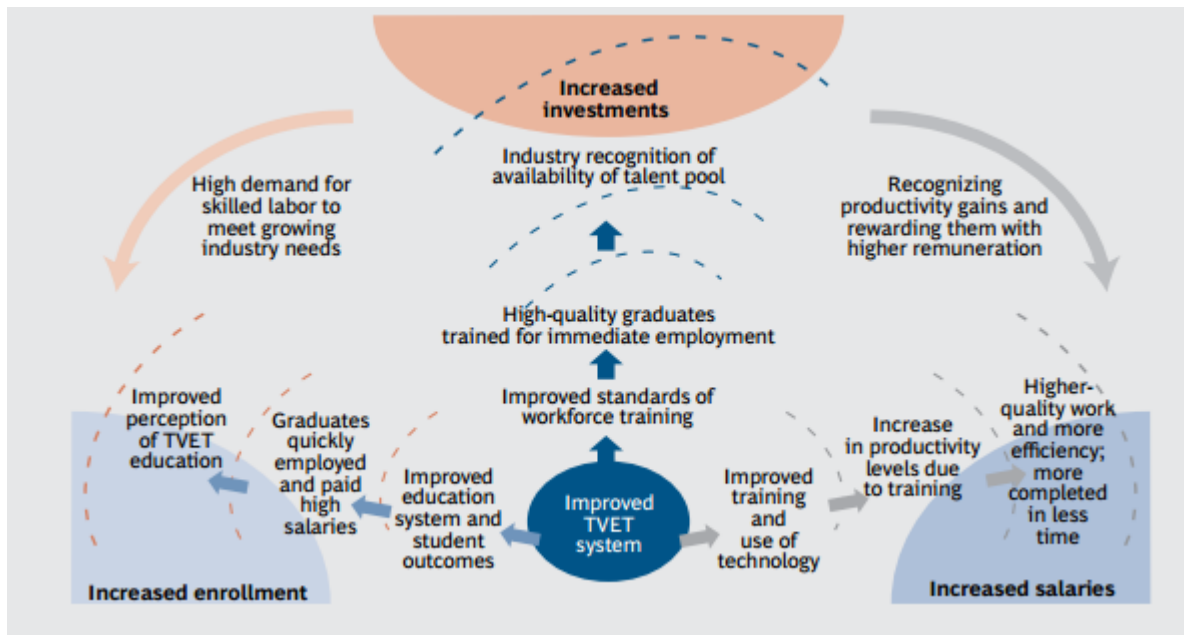 Increased
investments
Industry recognition of
availability of talent pool
High demand for
skilled labor to
meet growing
industry needs
Recognizing
productivity gains and
rewarding them with
higher remuneration
High-quality graduates
trained for immediate employment
Improved standards of
workforce training
Improved
perception
of TVET
education
Graduates
quickly
employed
and paid
high
salaries
Improved
education
system and
student
outcomes
Improved
TVET
system
Improved
training
and
use of
technology
Increase
in productivity
levels due
to training
Higher-
quality work
and more
efficiency;
more
completed
in less
time
Increased enrollment
Increased salaries